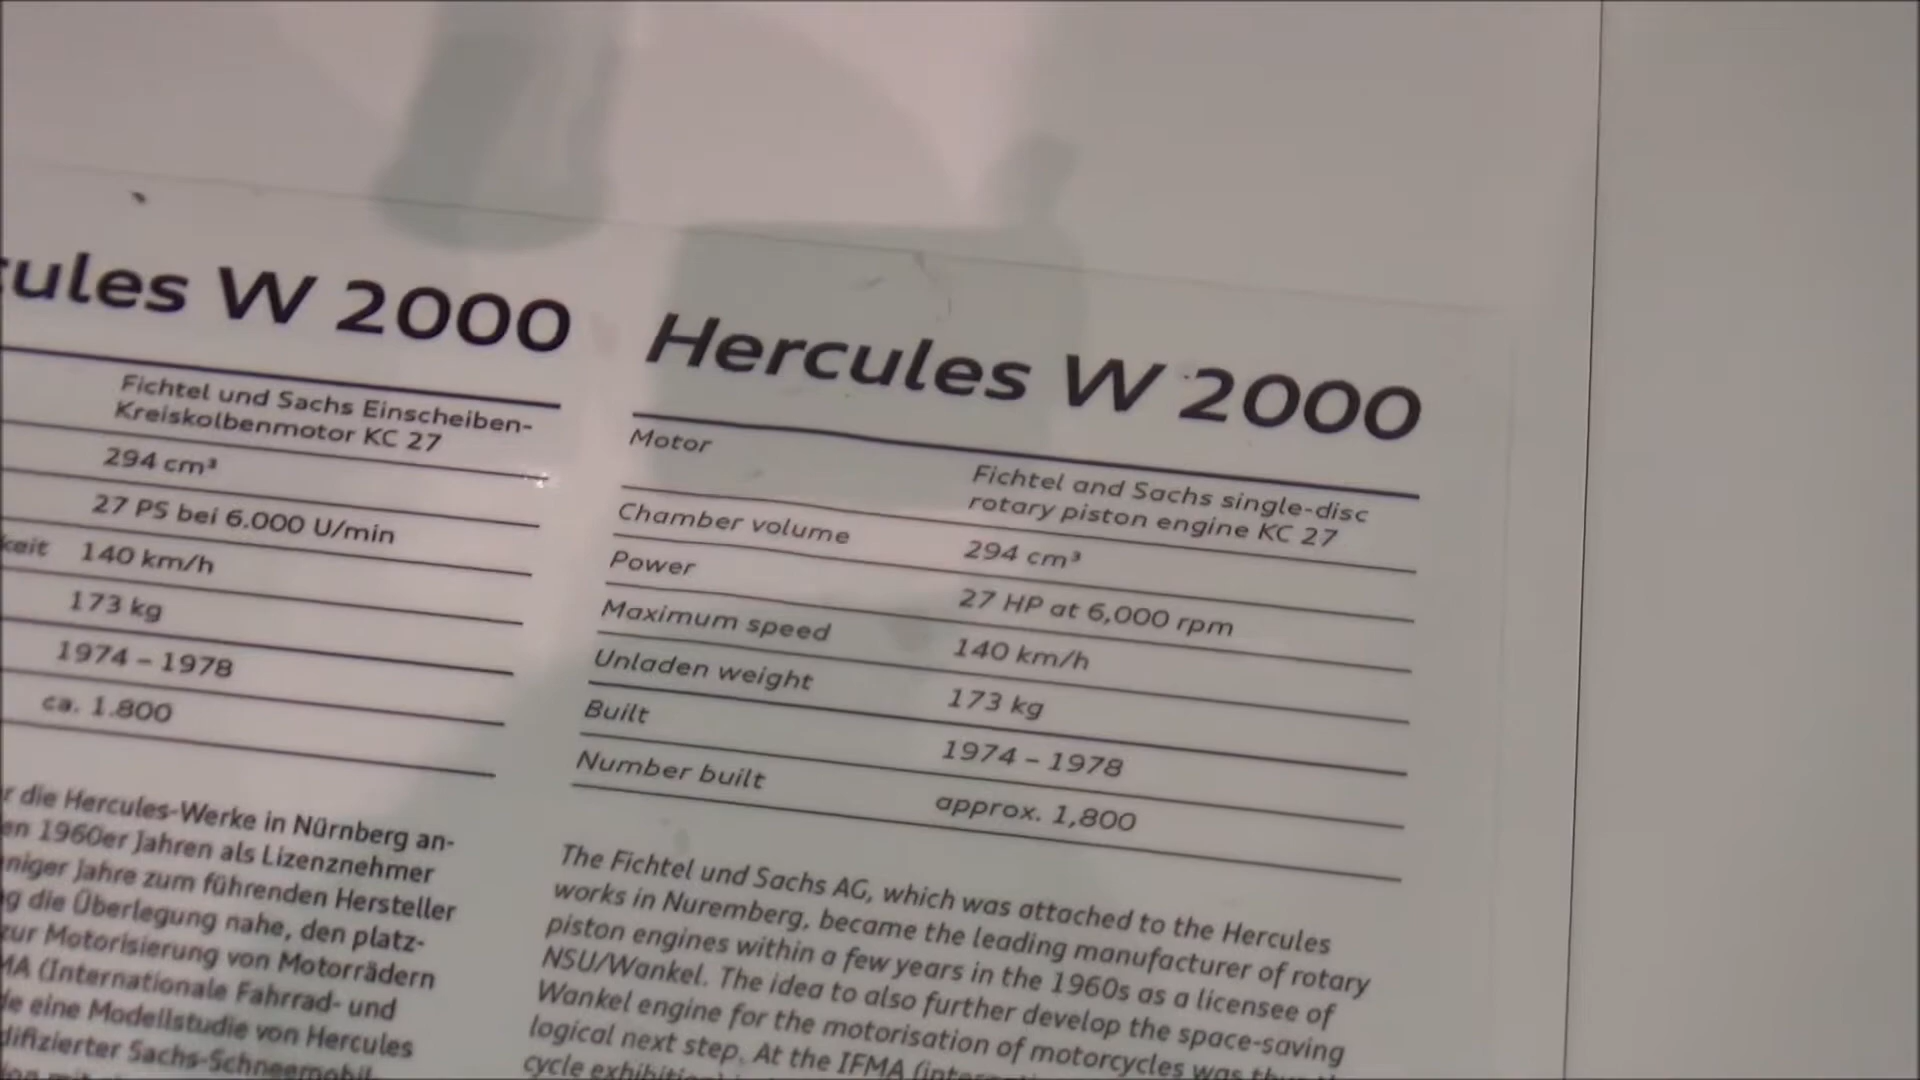 ules W 2000
Fichtel und Sachs Einscheiben-
Kreiskolbenmotor KC 27
294 cm³
27 PS bei 6.000 U/min
keit 140 km/h
173 kg
1974 – 1978
ca. 1.800
r die Hercules-Werke in Nürnberg an-
en 1960er Jahren als Lizenznehmer
niger Jahre zum führenden Hersteller
g die Überlegung nahe, den platz-
zur Motorisierung von Motorrädern
MA (Internationale Fahrrad- und
de eine Modellstudie von Hercules
difizierter Sachs-Schneemobil-
Hercules W 2000
Motor Fichtel and Sachs single-disc
rotary piston engine KC 27
Chamber volume 294 cm³
Power 27 HP at 6,000 rpm
Maximum speed 140 km/h
Unladen weight 173 kg
Built 1974 – 1978
Number built approx. 1,800
The Fichtel und Sachs AG, which was attached to the Hercules
works in Nuremberg, became the leading manufacturer of rotary
piston engines within a few years in the 1960s as a licensee of
NSU/Wankel. The idea to also further develop the space-saving
Wankel engine for the motorisation of motorcycles was
logical next step. At the IFMA
cycle